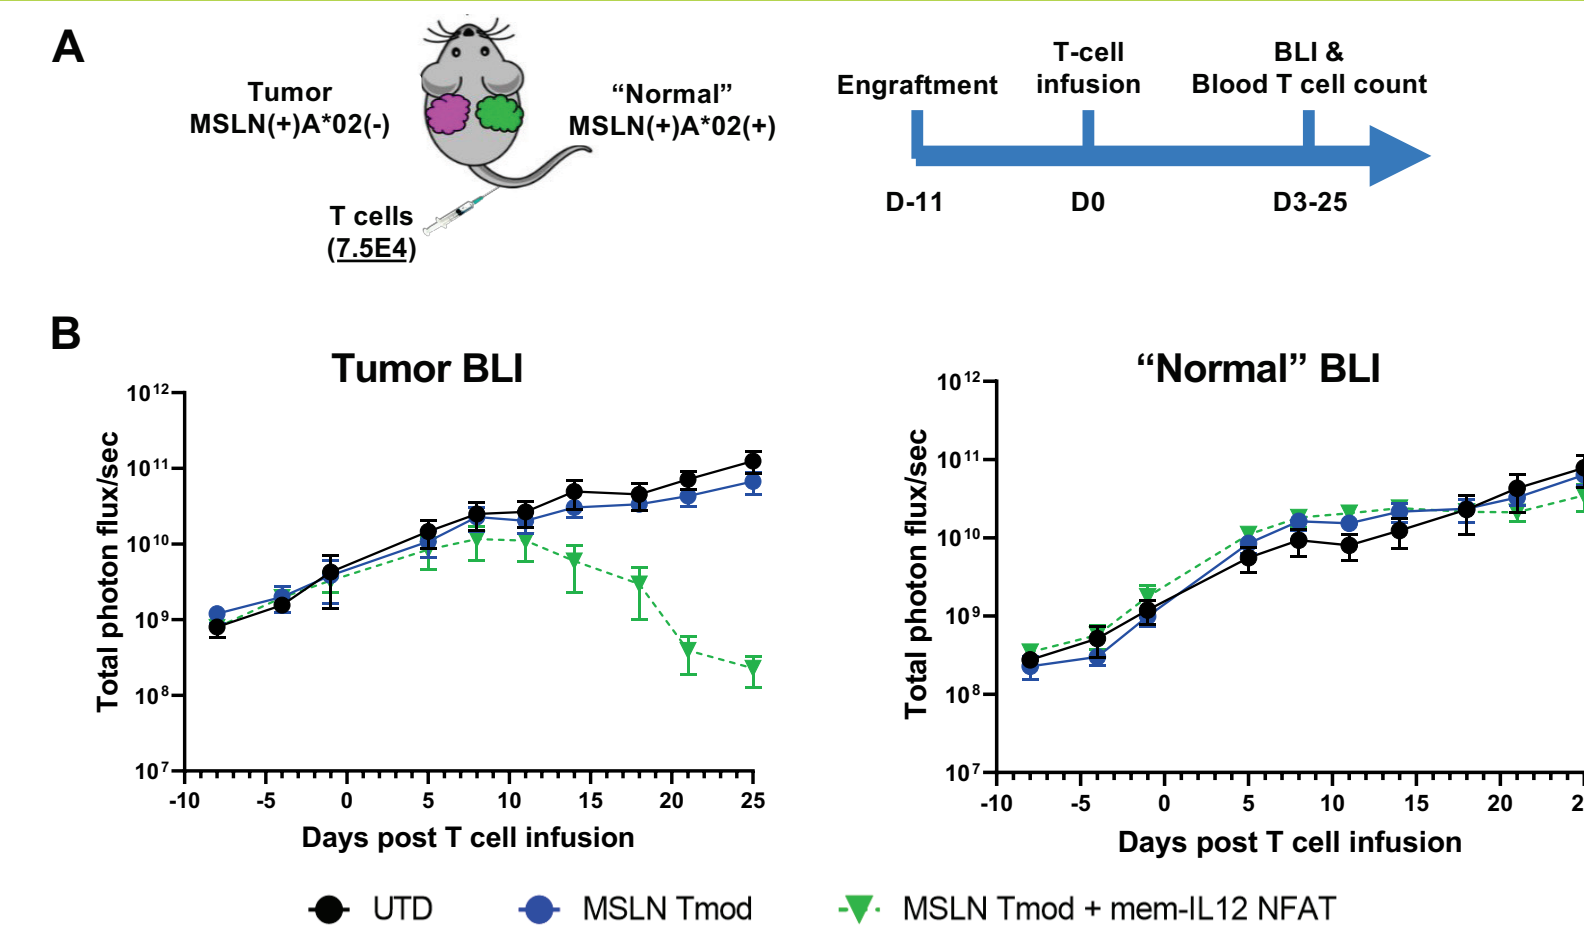 A
Tumor
MSLN(+)A*02(-)
“Normal”
MSLN(+)A*02(+)
T cells
(7.5E4)
Engraftment
T-cell
infusion
BLI &
Blood T cell count
D-11
D0
D3-25
B
Tumor BLI
Total photon flux/sec
10¹²
10¹¹
10¹⁰
10⁹
10⁸
10⁷
-10 -5 0 5 10 15 20 25
Days post T cell infusion
“Normal” BLI
Total photon flux/sec
10¹²
10¹¹
10¹⁰
10⁹
10⁸
10⁷
-10 -5 0 5 10 15 20
Days post T cell infusion
UTD MSLN Tmod MSLN Tmod + mem-IL12 NFAT